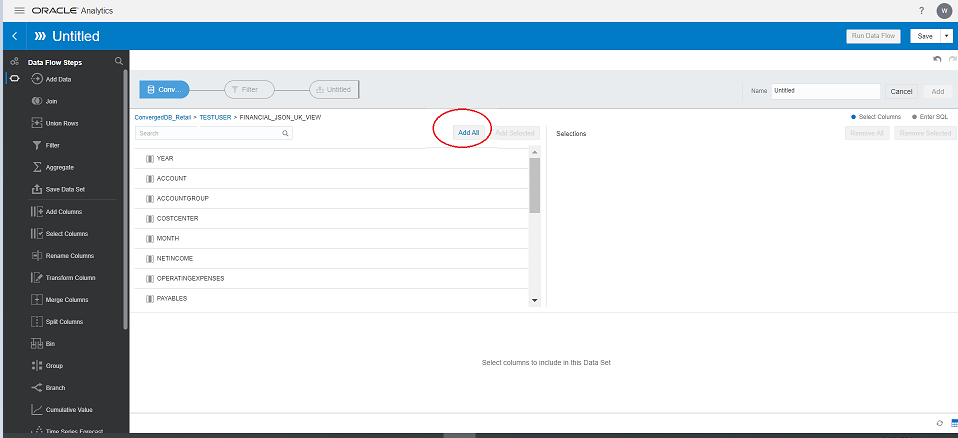 ORACLE Analytics
?
W
Untitled
Run Data Flow
Save
Data Flow Steps
Add Data
Join
Union Rows
Filter
Aggregate
Save Data Set
Add Columns
Select Columns
Rename Columns
Transform Column
Merge Columns
Split Columns
Bin
Group
Branch
Cumulative Value
Time Series Forecast
Conv...
Filter
Untitled
Name Untitled
Cancel
Add
ConvergedDB_Retail > TESTUSER > FINANCIAL_JSON_UK_VIEW
Select Columns
Enter SQL
Search
Add All
Add Selected
Selections
Remove All
Remove Selected
YEAR
ACCOUNT
ACCOUNTGROUP
COSTCENTER
MONTH
NETINCOME
OPERATINGEXPENSES
PAYABLES
Select columns to include in this Data Set